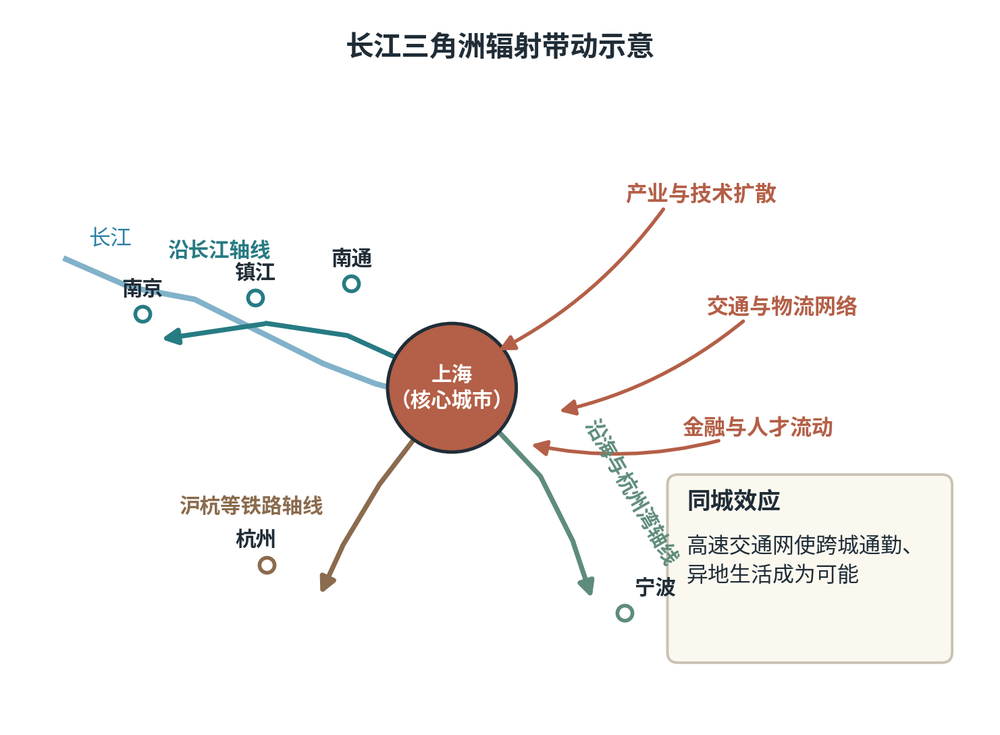 长江三角洲辐射带动示意
产业与技术扩散
长江
沿长江轴线
南通
镇江
南京
交通与物流网络
上海
（核心城市）
金融与人才流动
沿海与杭州湾轴线
沪杭等铁路轴线
杭州
宁波
同城效应
高速交通网使跨城通勤、
异地生活成为可能